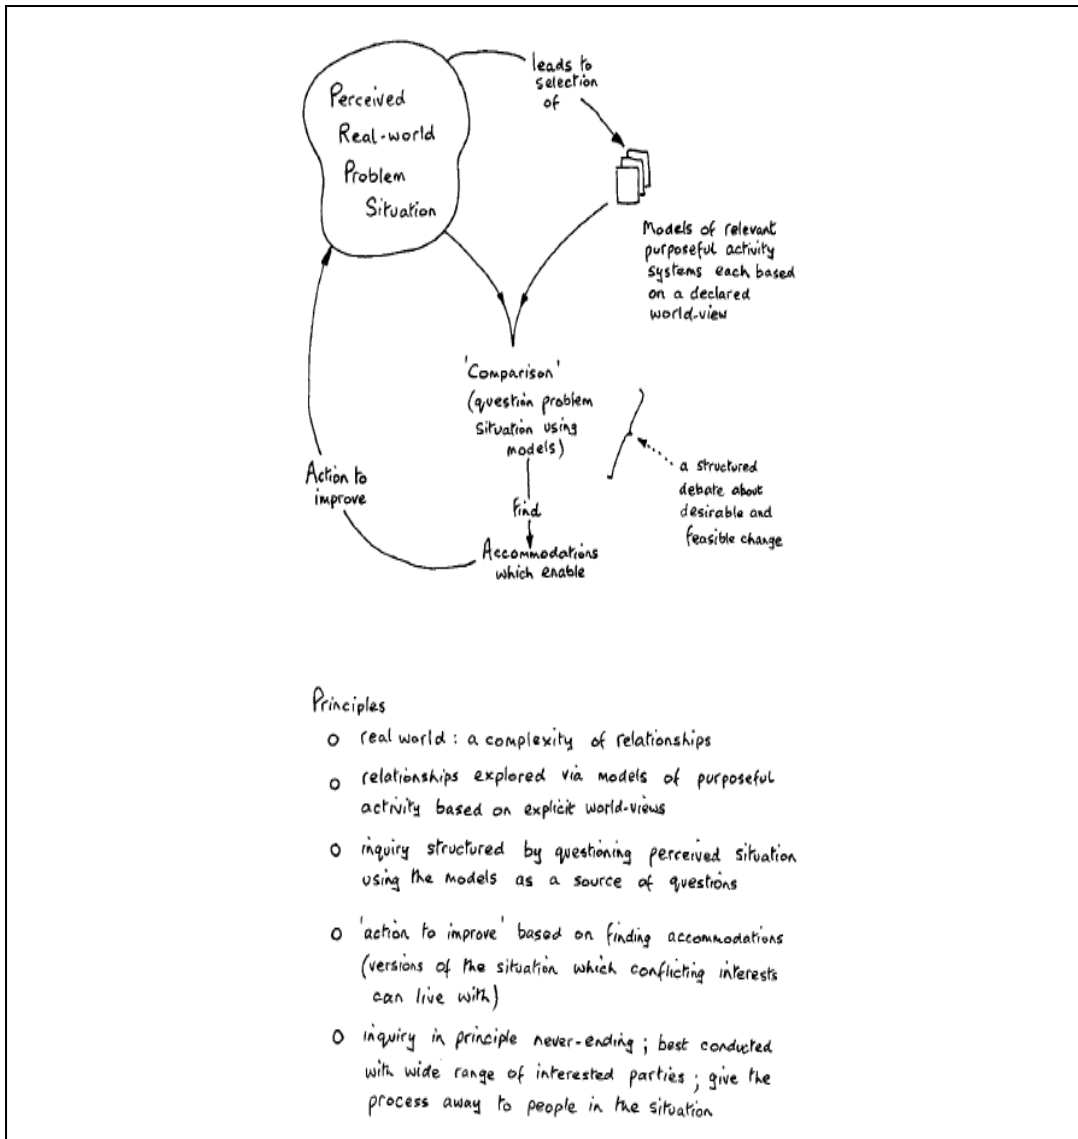 Perceived
Real-world
Problem
Situation
leads to
selection
of
Models of relevant
purposeful activity
systems each based
on a declared
world-view
'Comparison'
(question problem
situation using
models)
find
Accommodations
which enable
a structured
debate about
desirable and
feasible change
Action to
improve
Principles
o real world : a complexity of relationships
o relationships explored via models of purposeful
activity based on explicit world-views
o inquiry structured by questioning perceived situation
using the models as a source of questions
o 'action to improve' based on finding accommodations
(versions of the situation which conflicting interests
can live with)
o inquiry in principle never-ending ; best conducted
with wide range of interested parties ; give the
process away to people in the situation